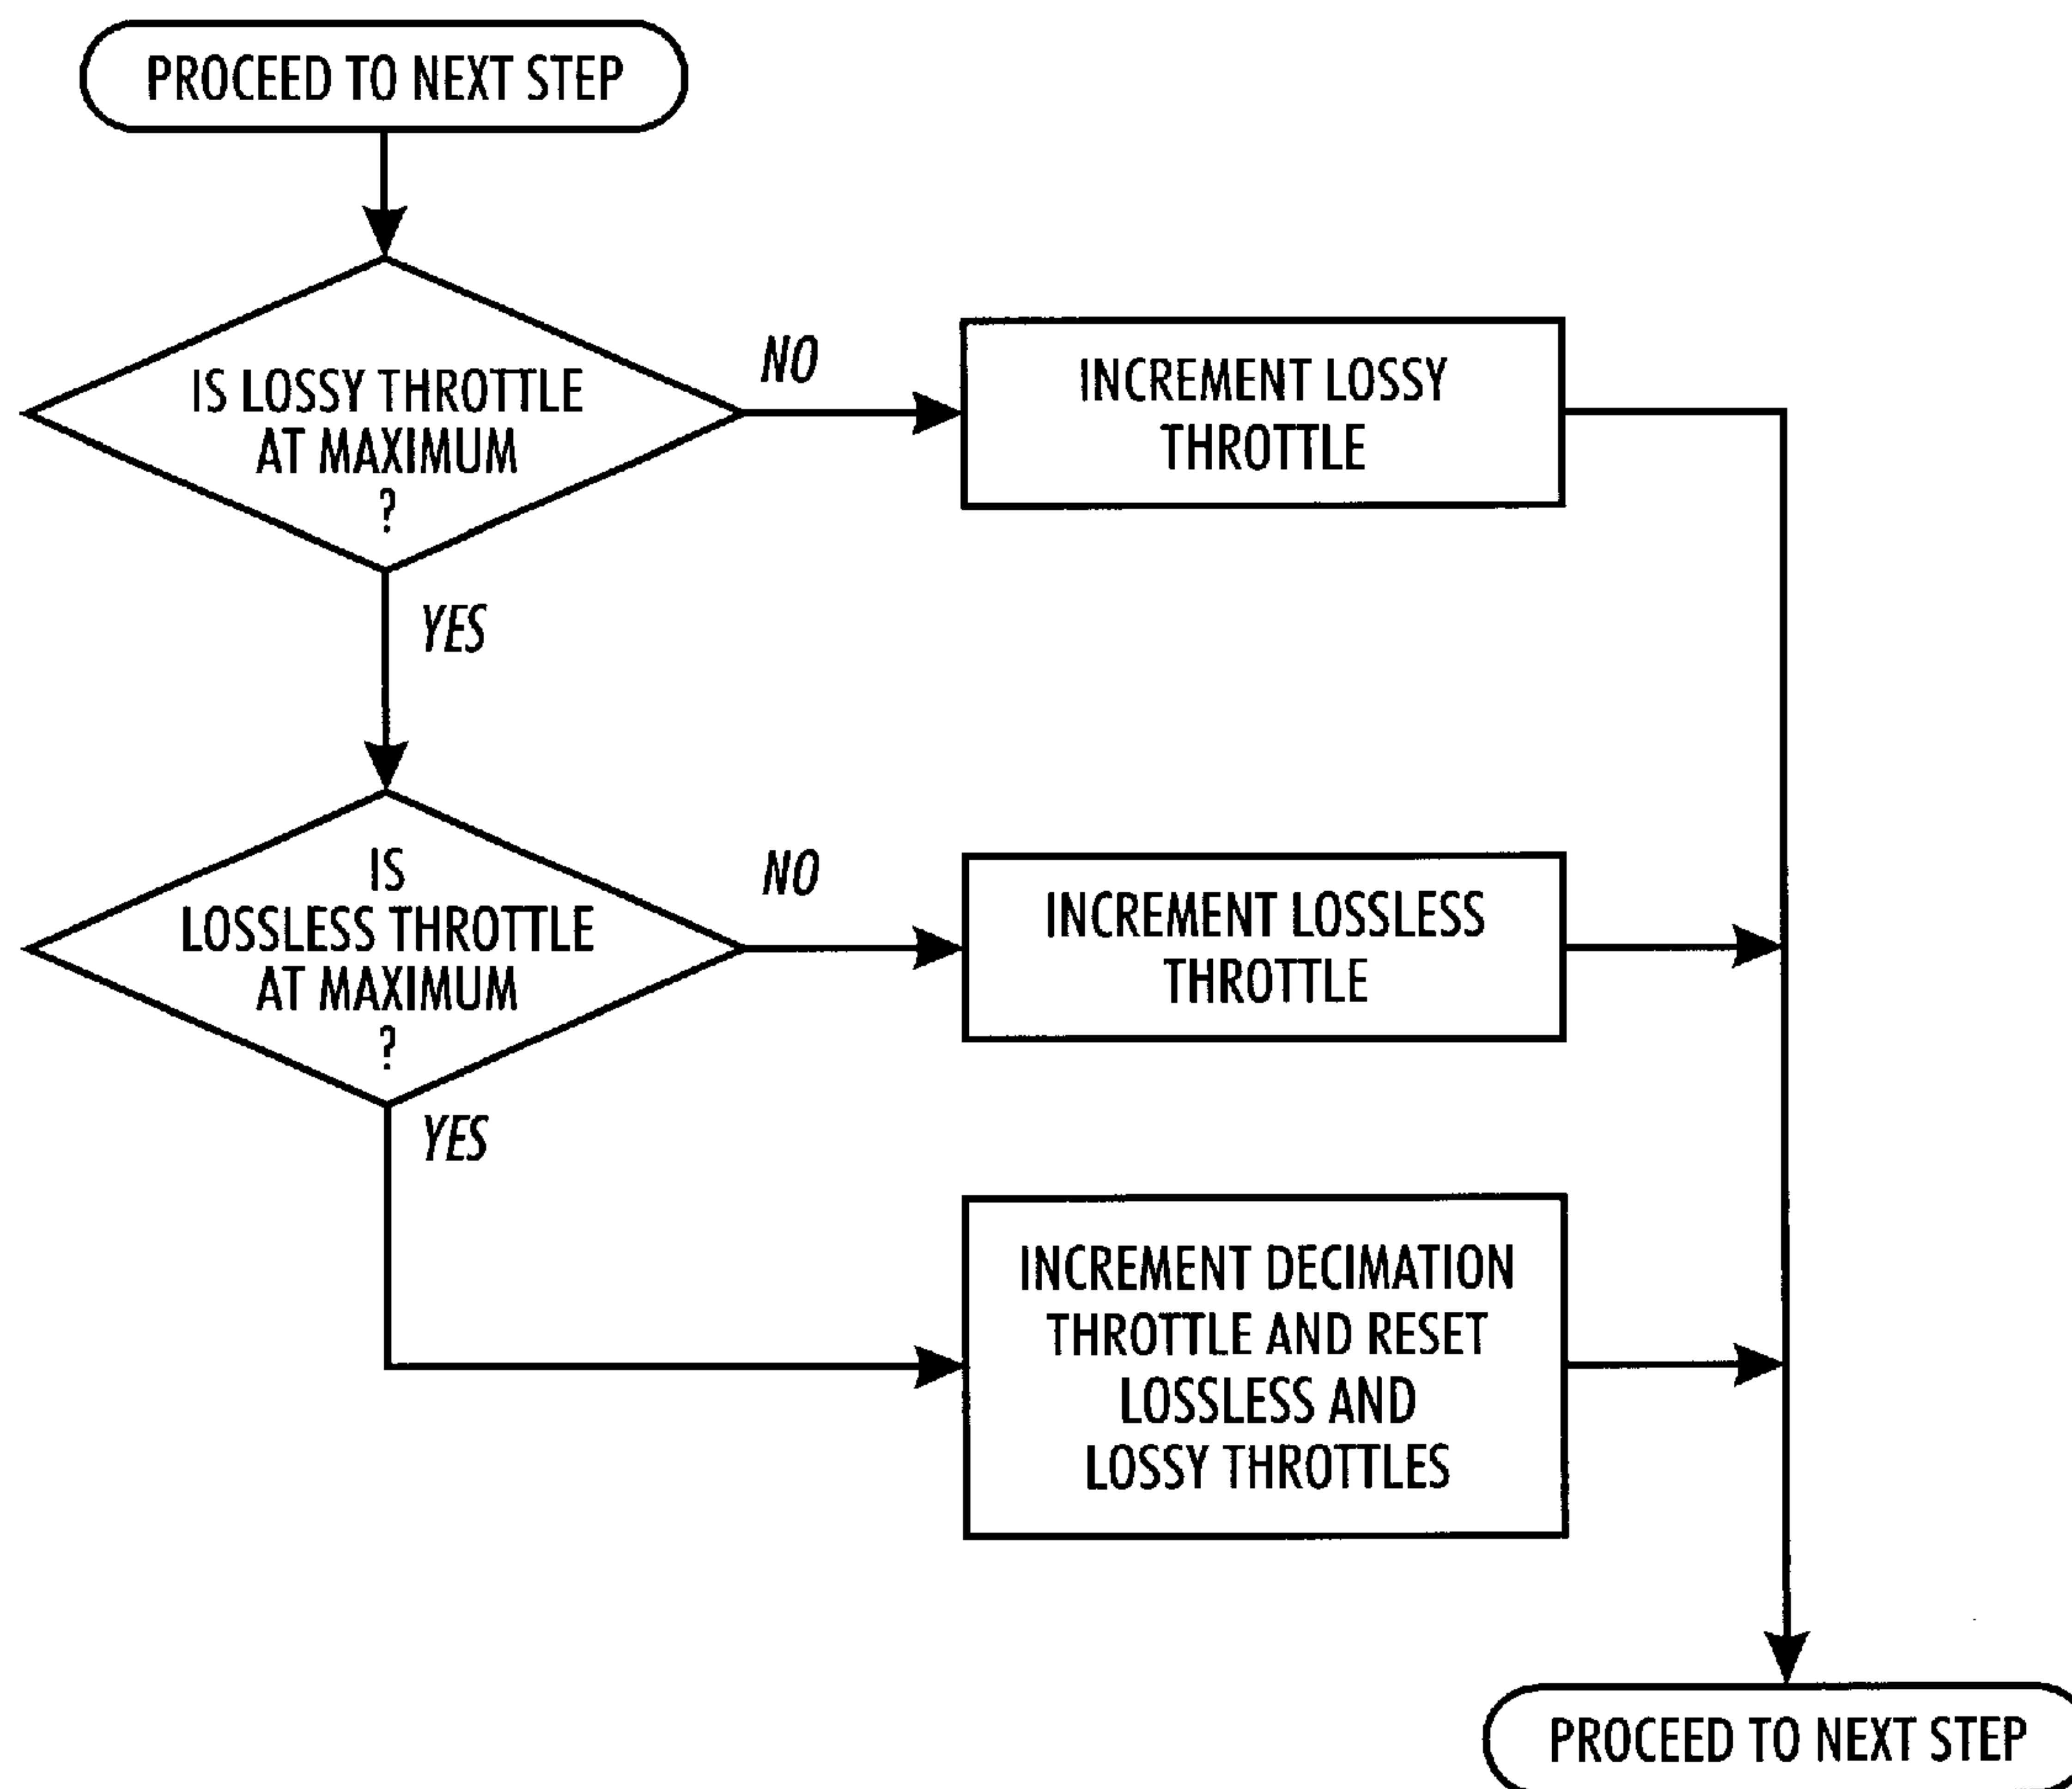 PROCEED TO NEXT STEP
IS LOSSY THROTTLE
AT MAXIMUM
?
NO
INCREMENT LOSSY
THROTTLE
YES
IS
LOSSLESS THROTTLE
AT MAXIMUM
?
NO
INCREMENT LOSSLESS
THROTTLE
YES
INCREMENT DECIMATION
THROTTLE AND RESET
LOSSLESS AND
LOSSY THROTTLES
PROCEED TO NEXT STEP